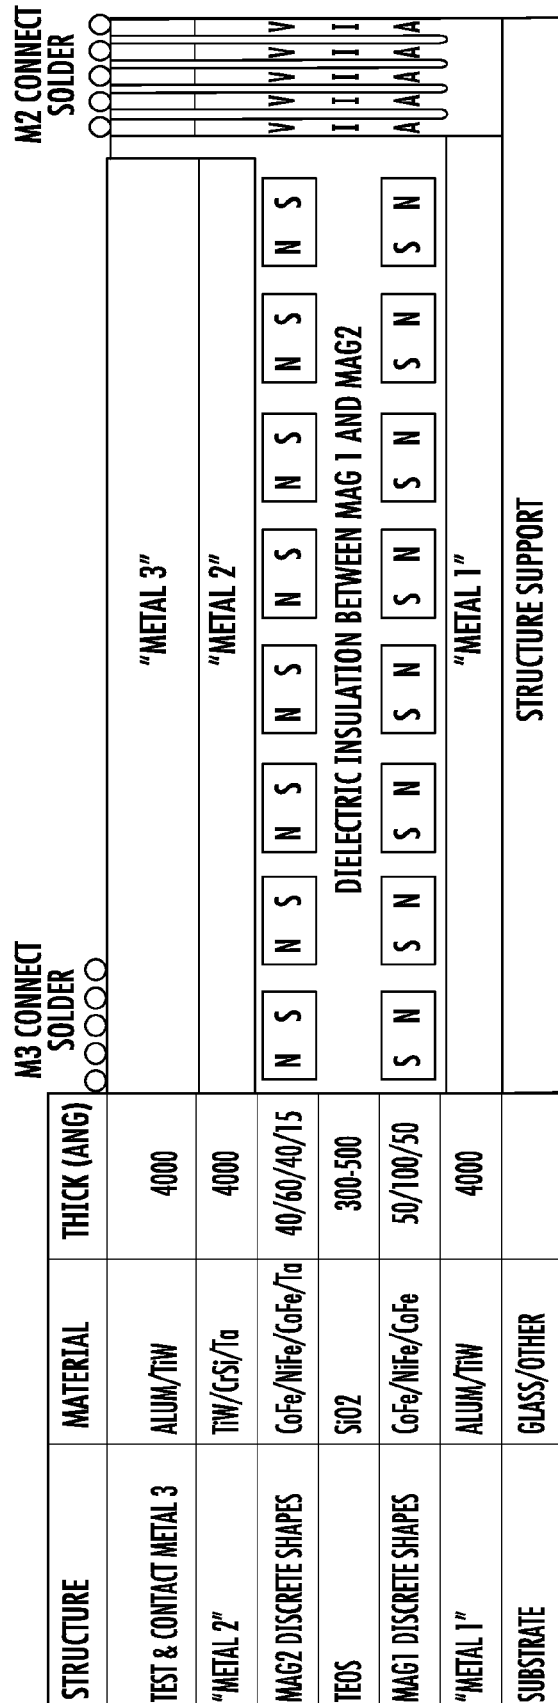 M3 CONNECT
SOLDER
M2 CONNECT
SOLDER
STRUCTURE MATERIAL THICK (ANG)
TEST & CONTACT METAL 3 ALUM/TiW 4000 "METAL 3"
"METAL 2" TiW/CrSi/Ta 4000 "METAL 2"
MAG2 DISCRETE SHAPES CoFe/NiFe/CoFe/Ta 40/60/40/15 N S N S N S N S N S N S N S N S V V V V V
TEOS SiO2 300-500 DIELECTRIC INSULATION BETWEEN MAG 1 AND MAG2 I I I I I
MAG1 DISCRETE SHAPES CoFe/NiFe/CoFe 50/100/50 S N S N S N S N S N S N S N S N A A A A A
"METAL 1" ALUM/TiW 4000 "METAL 1"
SUBSTRATE GLASS/OTHER STRUCTURE SUPPORT